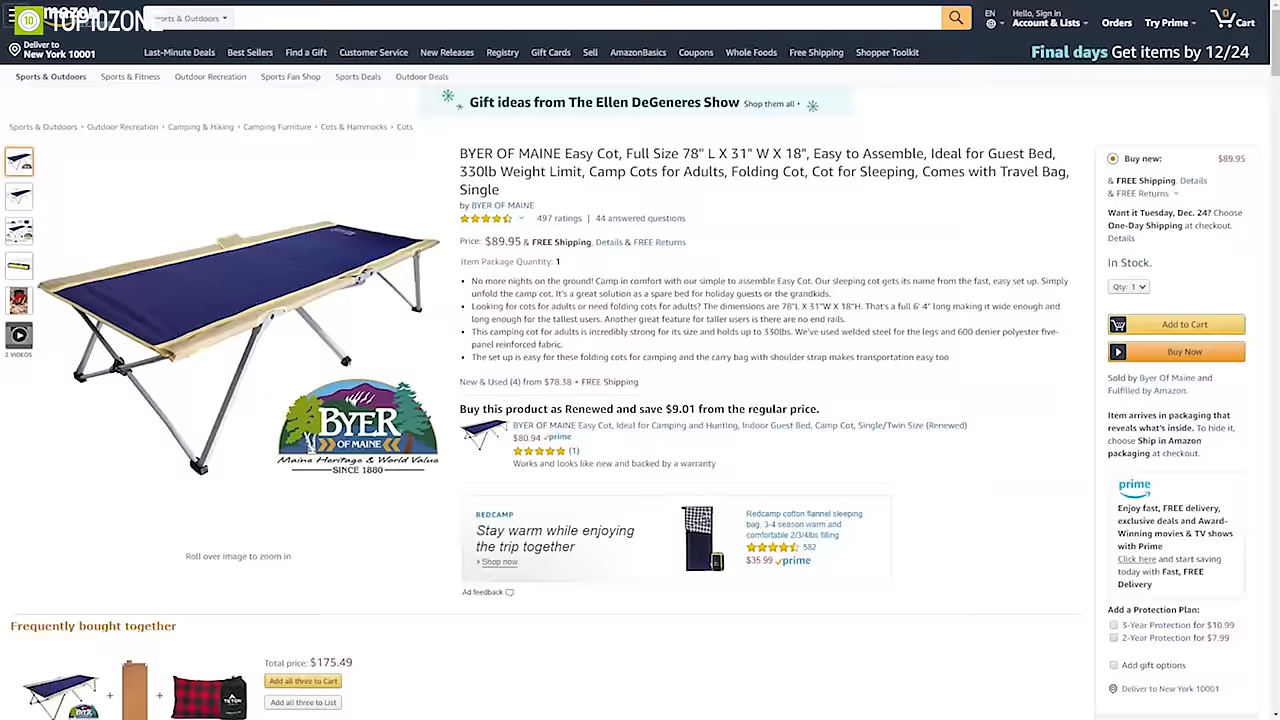 10 TOP10ZONE
Sports & Outdoors
EN
Hello, Sign in
Account & Lists
Orders
Try Prime
0
Cart
Deliver to
New York 10001
Last-Minute Deals Best Sellers Find a Gift Customer Service New Releases Registry Gift Cards Sell AmazonBasics Coupons Whole Foods Free Shipping Shopper Toolkit
Final days Get items by 12/24
Sports & Outdoors Sports & Fitness Outdoor Recreation Sports Fan Shop Sports Deals Outdoor Deals
Gift ideas from The Ellen DeGeneres Show Shop them all ›
Sports & Outdoors › Outdoor Recreation › Camping & Hiking › Camping Furniture › Cots & Hammocks › Cots
2 VIDEOS
BYER
OF MAINE
Maine Heritage & World Value
SINCE 1880
Roll over image to zoom in
BYER OF MAINE Easy Cot, Full Size 78" L X 31" W X 18", Easy to Assemble, Ideal for Guest Bed,
330lb Weight Limit, Camp Cots for Adults, Folding Cot, Cot for Sleeping, Comes with Travel Bag,
Single
by BYER OF MAINE
497 ratings | 44 answered questions
Price: $89.95 & FREE Shipping. Details & FREE Returns
Item Package Quantity: 1
• No more nights on the ground! Camp in comfort with our simple to assemble Easy Cot. Our sleeping cot gets its name from the fast, easy set up. Simply
unfold the camp cot. It's a great solution as a spare bed for holiday guests or the grandkids.
• Looking for cots for adults or need folding cots for adults? The dimensions are 78"L X 31"W X 18"H. That's a full 6' 4" long making it wide enough and
long enough for the tallest users. Another great feature for taller users is there are no end rails.
• This camping cot for adults is incredibly strong for its size and holds up to 330lbs. We've used welded steel for the legs and 600 denier polyester five-
panel reinforced fabric.
• The set up is easy for these folding cots for camping and the carry bag with shoulder strap makes transportation easy too
New & Used (4) from $78.38 + FREE Shipping
Buy this product as Renewed and save $9.01 from the regular price.
BYER OF MAINE Easy Cot, Ideal for Camping and Hunting, Indoor Guest Bed, Camp Cot, Single/Twin Size (Renewed)
$80.94 prime
(1)
Works and looks like new and backed by a warranty
REDCAMP
Stay warm while enjoying
the trip together
› Shop now
Redcamp cotton flannel sleeping
bag, 3-4 season warm and
comfortable 2/3/4lbs filling
582
$35.99 prime
Ad feedback
Buy new: $89.95
& FREE Shipping. Details
& FREE Returns
Want it Tuesday, Dec. 24? Choose
One-Day Shipping at checkout.
Details
In Stock.
Qty: 1
Add to Cart
Buy Now
Sold by Byer Of Maine and
Fulfilled by Amazon.
Item arrives in packaging that
reveals what's inside. To hide it,
choose Ship in Amazon
packaging at checkout.
prime
Enjoy fast, FREE delivery,
exclusive deals and Award-
Winning movies & TV shows
with Prime
Click here and start saving
today with Fast, FREE
Delivery
Add a Protection Plan:
3-Year Protection for $10.99
2-Year Protection for $7.99
Add gift options
Deliver to New York 10001
Frequently bought together
+ +
TETON
Total price: $175.49
Add all three to Cart
Add all three to List